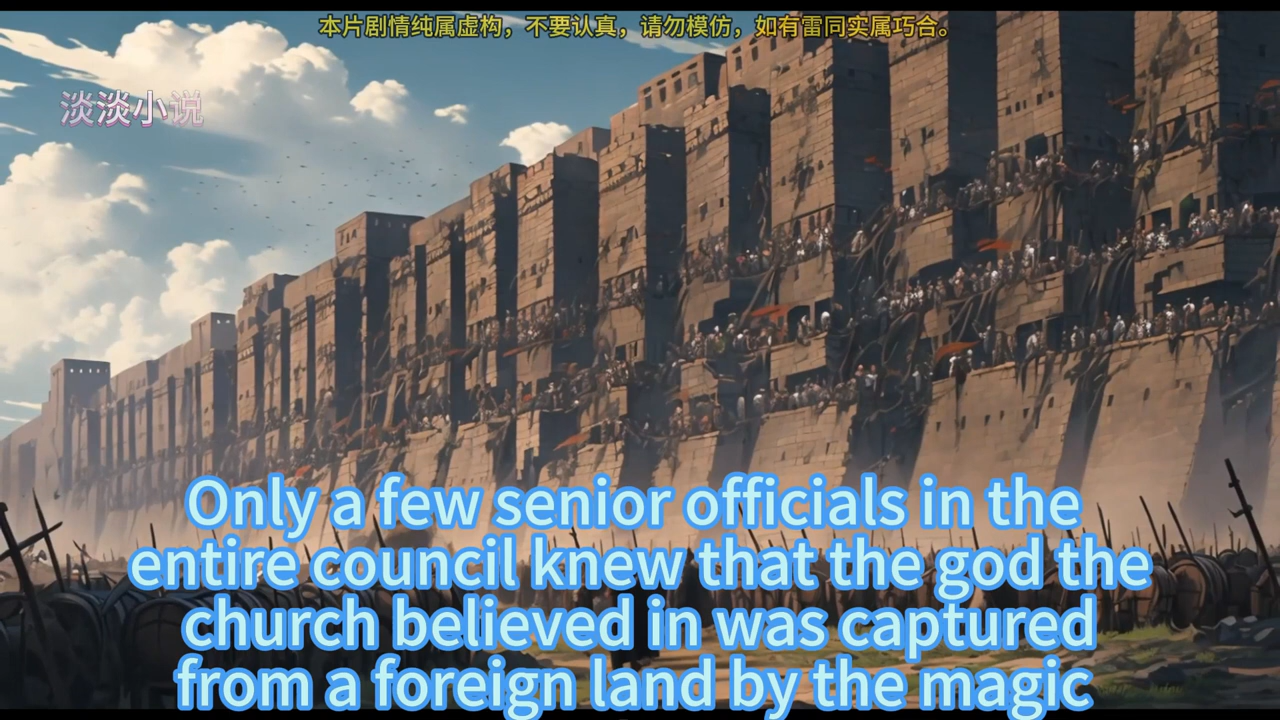 本片剧情纯属虚构，不要认真，请勿模仿，如有雷同实属巧合。
淡淡小说
Only a few senior officials in the
entire council knew that the god the
church believed in was captured
from a foreign land by the magic